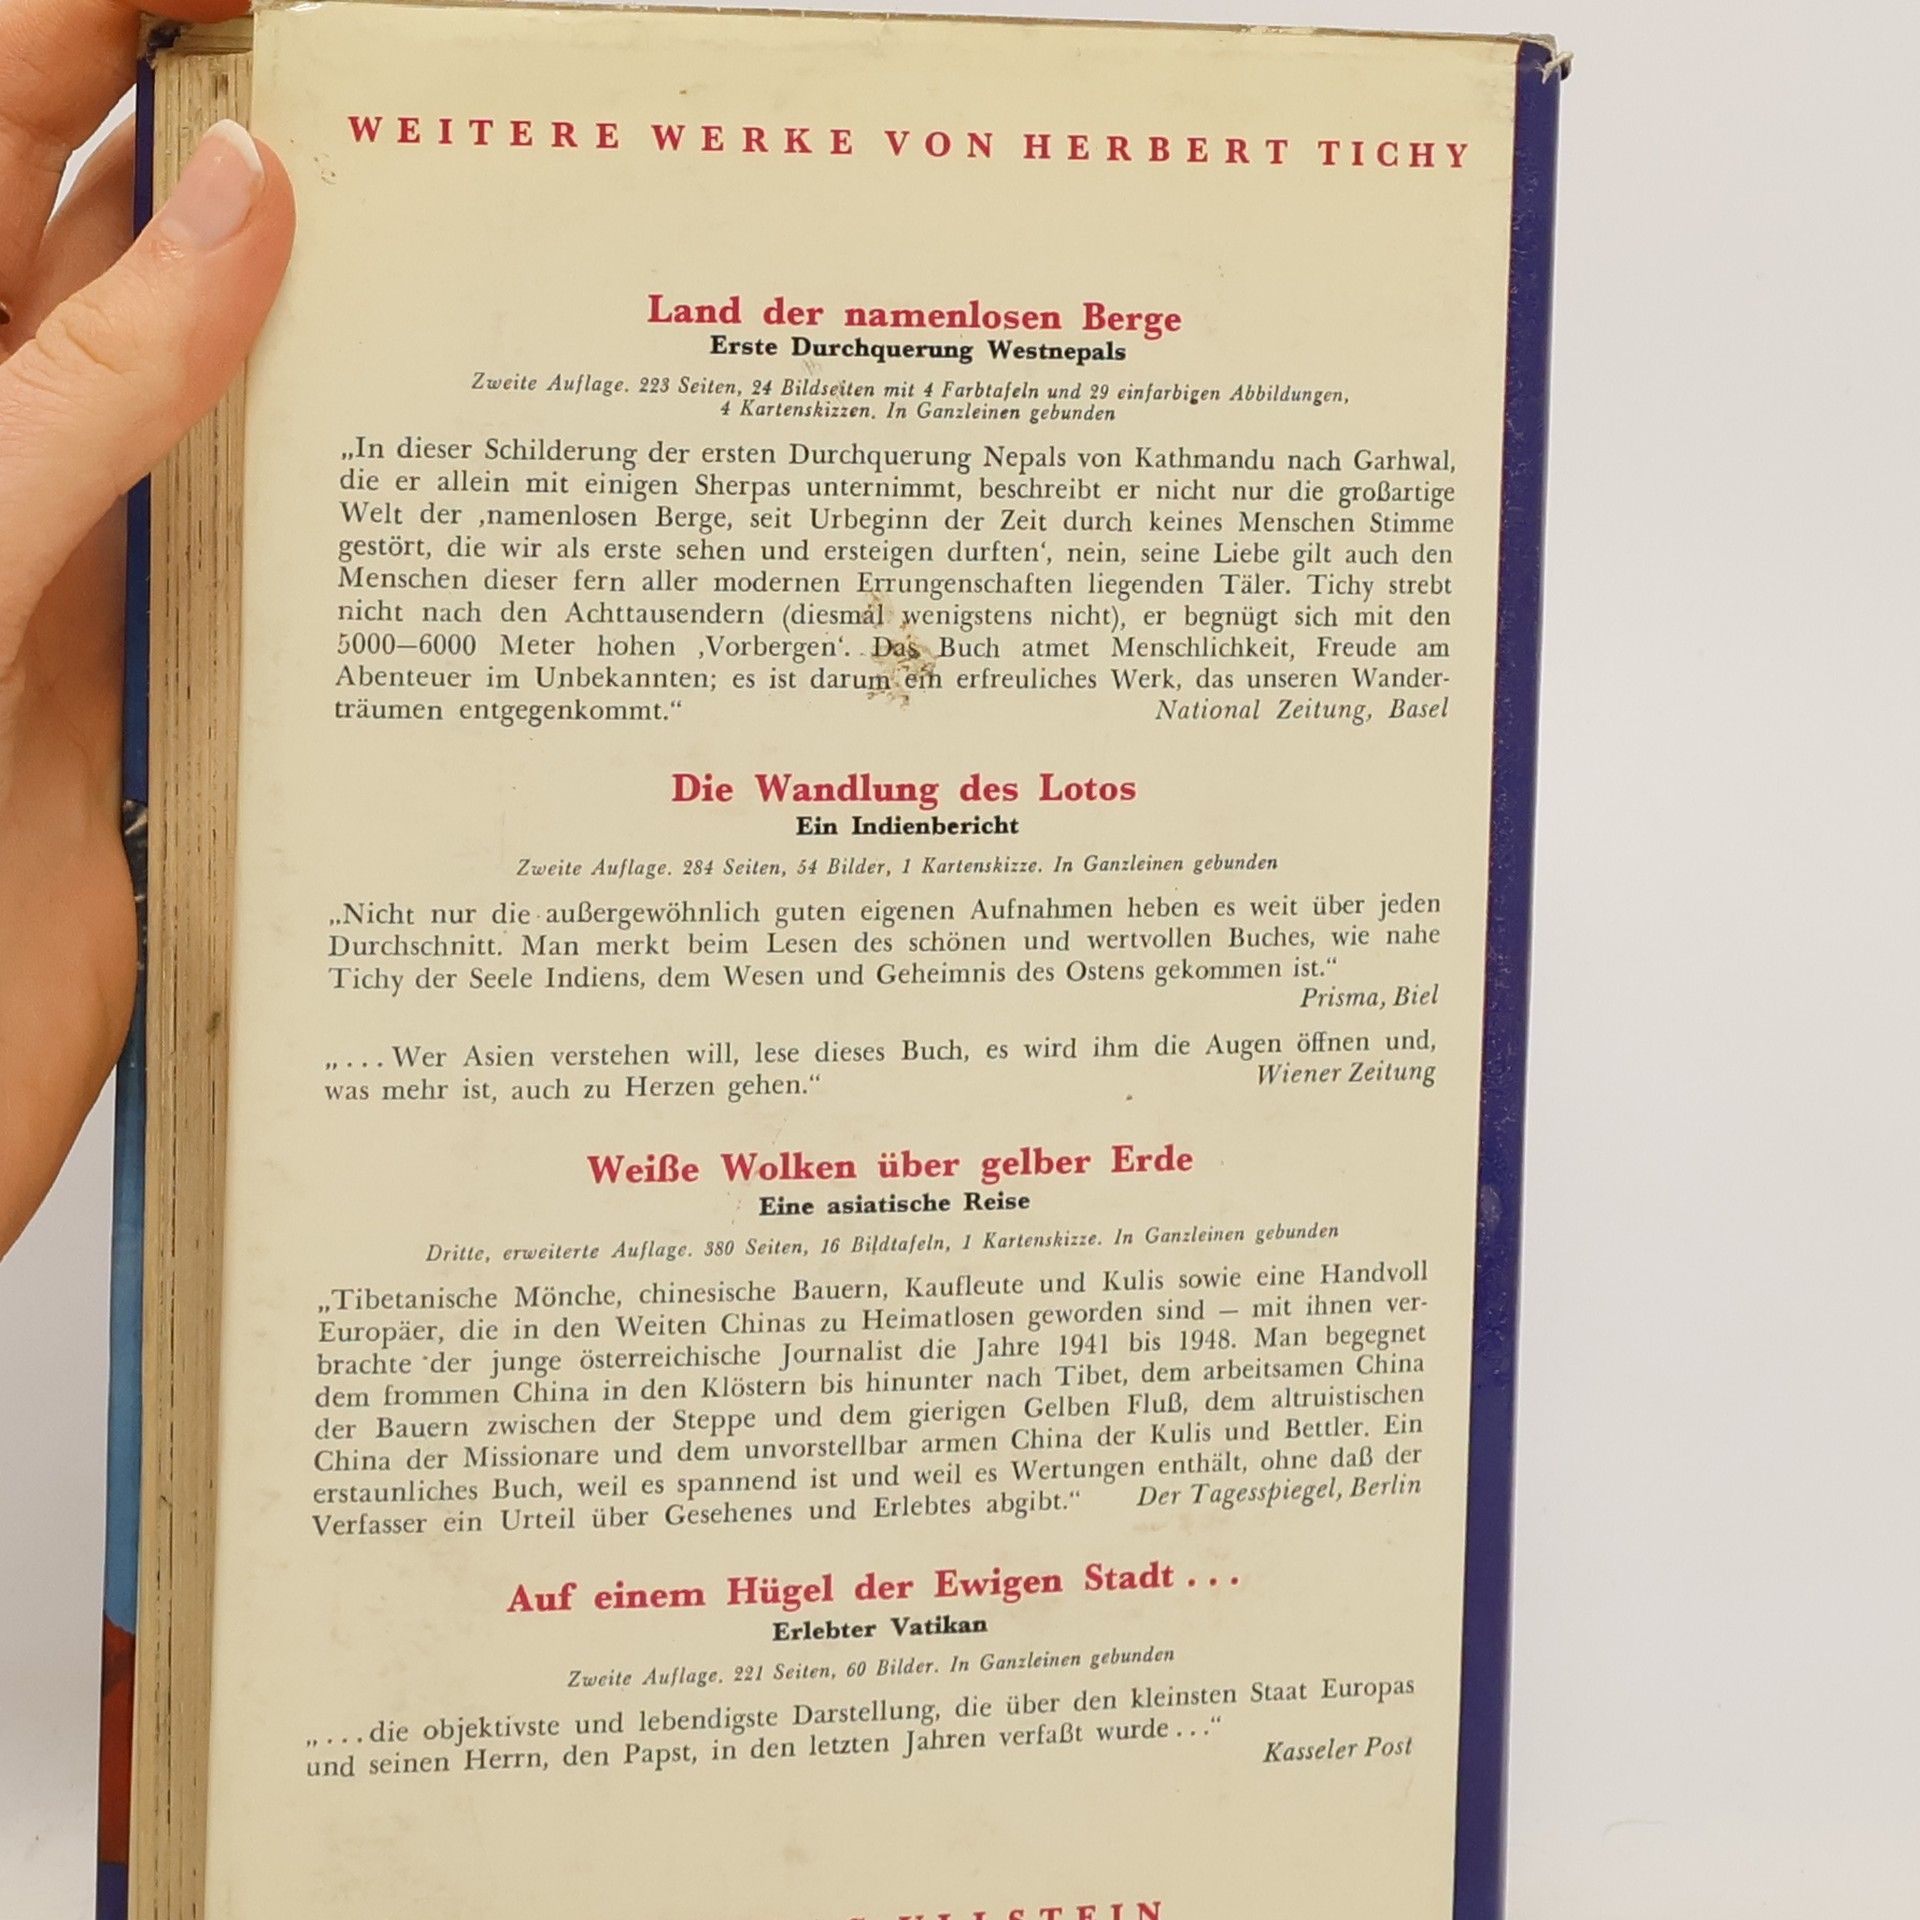 WEITERE WERKE VON HERBERT TICHY
Land der namenlosen Berge
Erste Durchquerung Westnepals
Zweite Auflage. 223 Seiten, 24 Bildseiten mit 4 Farbtafeln und 29 einfarbigen Abbildungen,
4 Kartenskizzen. In Ganzleinen gebunden
„In dieser Schilderung der ersten Durchquerung Nepals von Kathmandu nach Garhwal,
die er allein mit einigen Sherpas unternimmt, beschreibt er nicht nur die großartige
Welt der ‚namenlosen Berge, seit Urbeginn der Zeit durch keines Menschen Stimme
gestört, die wir als erste sehen und ersteigen durften‘, nein, seine Liebe gilt auch den
Menschen dieser fern aller modernen Errungenschaften liegenden Täler. Tichy strebt
nicht nach den Achttausendern (diesmal wenigstens nicht), er begnügt sich mit den
5000—6000 Meter hohen ‚Vorbergen‘. Das Buch atmet Menschlichkeit, Freude am
Abenteuer im Unbekannten; es ist darum ein erfreuliches Werk, das unseren Wander-
träumen entgegenkommt.“ National Zeitung, Basel
Die Wandlung des Lotos
Ein Indienbericht
Zweite Auflage. 284 Seiten, 54 Bilder, 1 Kartenskizze. In Ganzleinen gebunden
„Nicht nur die außergewöhnlich guten eigenen Aufnahmen heben es weit über jeden
Durchschnitt. Man merkt beim Lesen des schönen und wertvollen Buches, wie nahe
Tichy der Seele Indiens, dem Wesen und Geheimnis des Ostens gekommen ist.“
Prisma, Biel
„. . . Wer Asien verstehen will, lese dieses Buch, es wird ihm die Augen öffnen und,
was mehr ist, auch zu Herzen gehen.“ Wiener Zeitung
Weiße Wolken über gelber Erde
Eine asiatische Reise
Dritte, erweiterte Auflage. 380 Seiten, 16 Bildtafeln, 1 Kartenskizze. In Ganzleinen gebunden
„Tibetanische Mönche, chinesische Bauern, Kaufleute und Kulis sowie eine Handvoll
Europäer, die in den Weiten Chinas zu Heimatlosen geworden sind — mit ihnen ver-
brachte der junge österreichische Journalist die Jahre 1941 bis 1948. Man begegnet
dem frommen China in den Klöstern bis hinunter nach Tibet, dem arbeitsamen China
der Bauern zwischen der Steppe und dem gierigen Gelben Fluß, dem altruistischen
China der Missionare und dem unvorstellbar armen China der Kulis und Bettler. Ein
erstaunliches Buch, weil es spannend ist und weil es Wertungen enthält, ohne daß der
Verfasser ein Urteil über Gesehenes und Erlebtes abgibt.“ Der Tagesspiegel, Berlin
Auf einem Hügel der Ewigen Stadt . . .
Erlebter Vatikan
Zweite Auflage. 221 Seiten, 60 Bilder. In Ganzleinen gebunden
„. . . die objektivste und lebendigste Darstellung, die über den kleinsten Staat Europas
und seinen Herrn, den Papst, in den letzten Jahren verfaßt wurde . . .“
Kasseler Post
ULLSTEIN